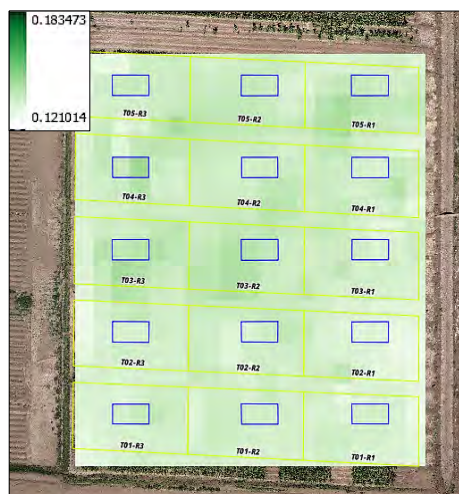 0.183473
0.121014
T05-R3
T05-R2
T05-R1
T04-R3
T04-R2
T04-R1
T03-R3
T03-R2
T03-R1
T02-R3
T02-R2
T02-R1
T01-R3
T01-R2
T01-R1